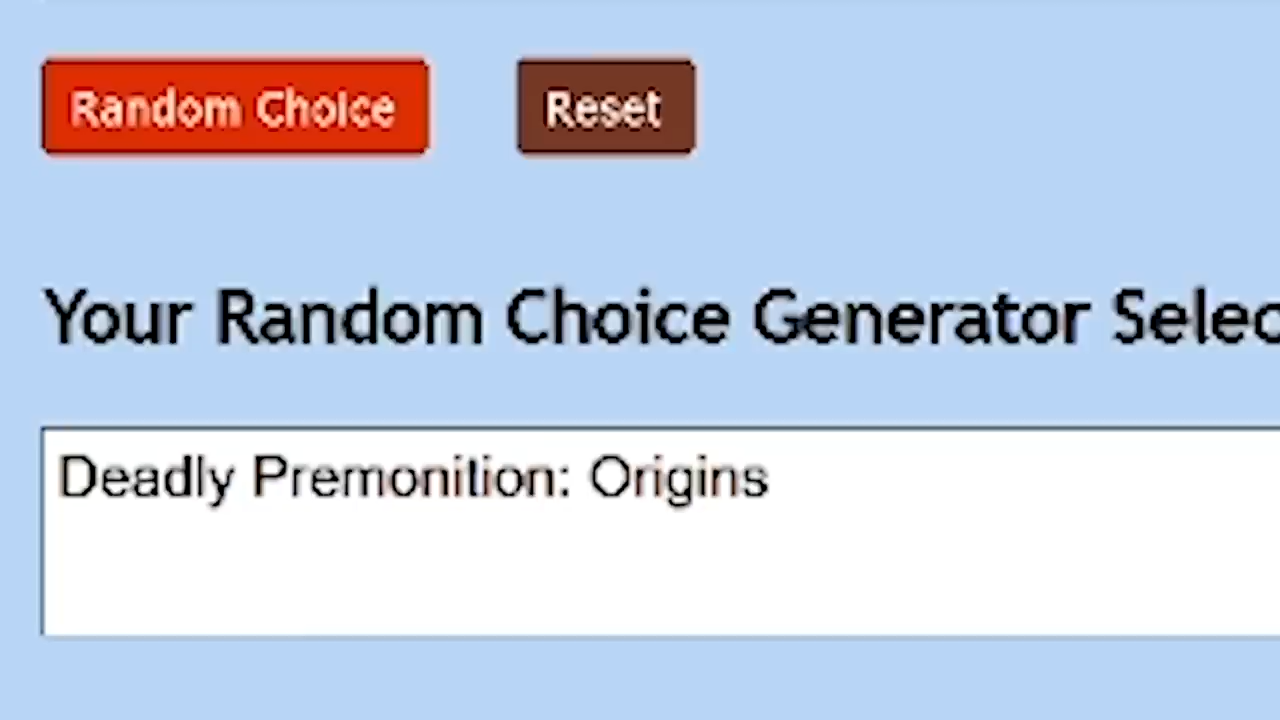 Random Choice Reset
Your Random Choice Generator
Deadly Premonition: Origins